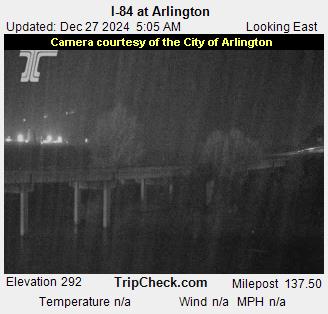 I-84 at Arlington
Updated: Dec 27 2024 5:05 AM Looking East
Camera courtesy of the City of Arlington
Elevation 292 TripCheck.com Milepost 137.50
Temperature n/a Wind n/a MPH n/a